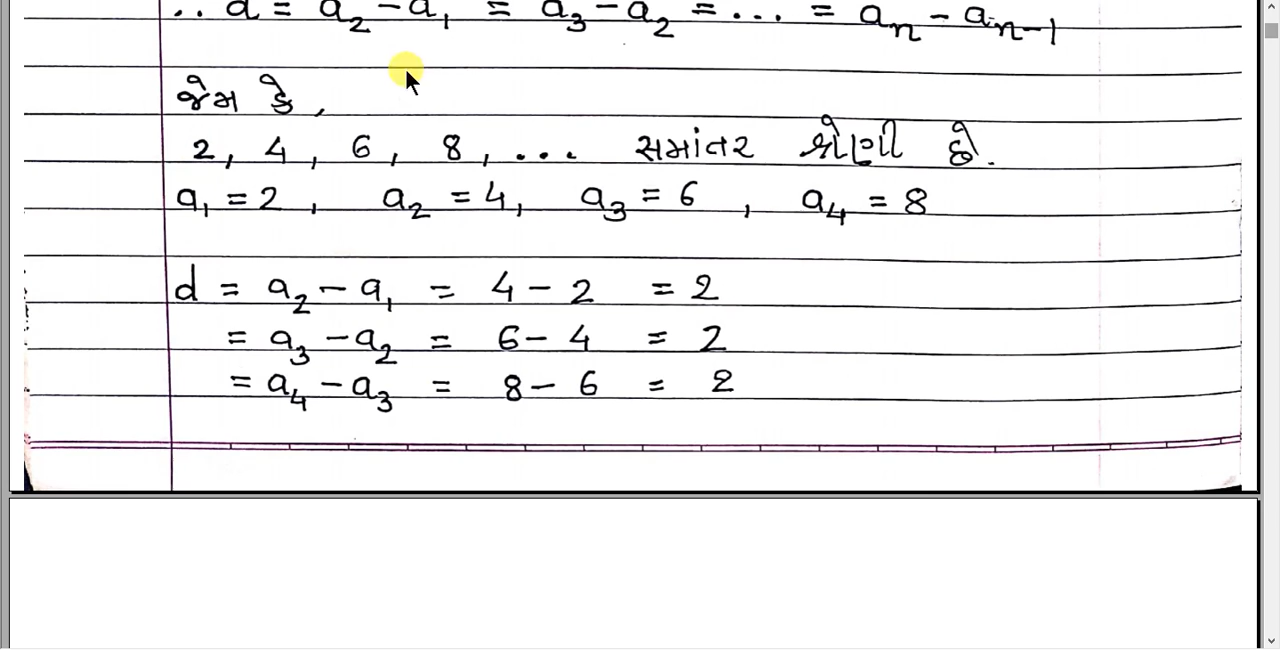 ∴ d = a₂ - a₁ = a₃ - a₂ = ... = aₙ - aₙ₋₁
જેમ કે,
2, 4, 6, 8, ... સમાંતર શ્રેણી છે.
a₁ = 2, a₂ = 4, a₃ = 6, a₄ = 8
d = a₂ - a₁ = 4 - 2 = 2
= a₃ - a₂ = 6 - 4 = 2
= a₄ - a₃ = 8 - 6 = 2